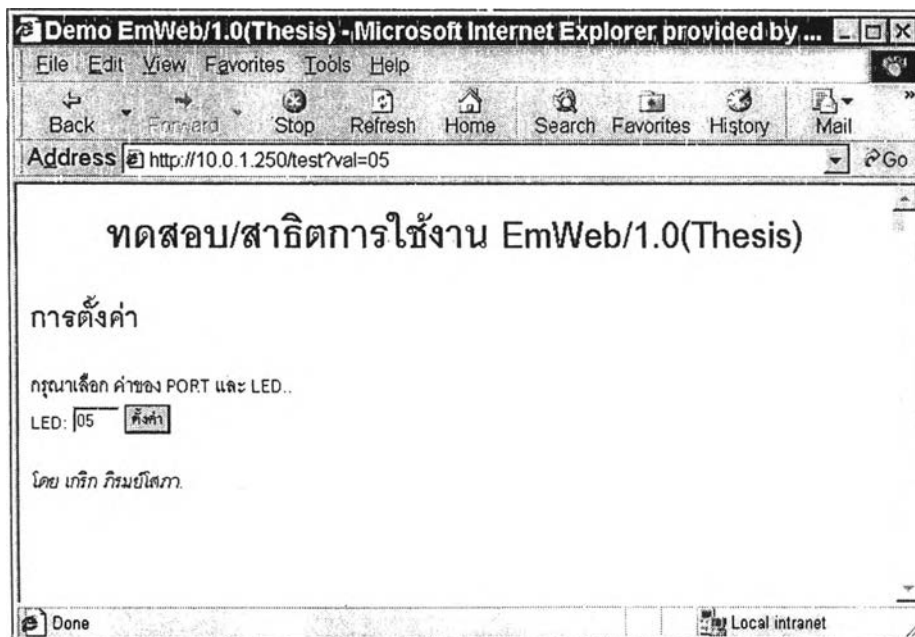 Demo EmWeb/1.0(Thesis) - Microsoft Internet Explorer provided by ...
File Edit View Favorites Tools Help
Back Forward Stop Refresh Home Search Favorites History Mail »
Address http://10.0.1.250/test?val=05 Go
ทดสอบ/สาธิตการใช้งาน EmWeb/1.0(Thesis)
การตั้งค่า
กรุณาเลือก ค่าของ PORT และ LED..
LED: 05 ตั้งค่า
โดย เกริก ภิรมย์โสภา.
Done Local intranet